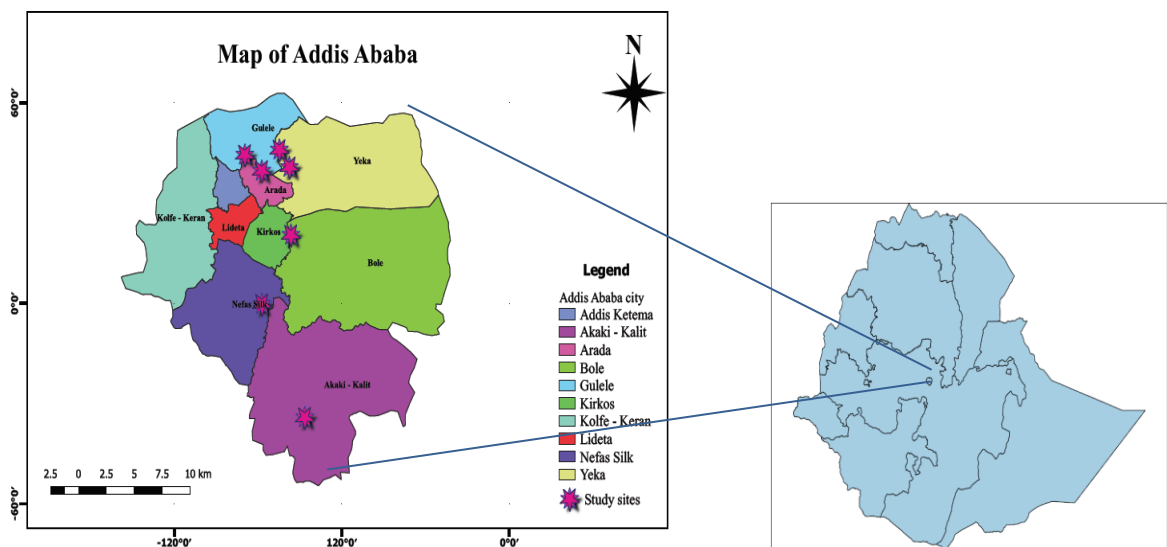 Map of Addis Ababa
N
60°0'
0°0'
-60°0'
Gulele
Yeka
Arada
Kolfe - Keran
Lideta
Kirkos
Bole
Nefas Silk
Akaki - Kalit
Legend
Addis Ababa city
Addis Ketema
Akaki - Kalit
Arada
Bole
Gulele
Kirkos
Kolfe - Keran
Lideta
Nefas Silk
Yeka
Study sites
2.5 0 2.5 5 7.5 10 km
-120°0' 120°0' 0°0'